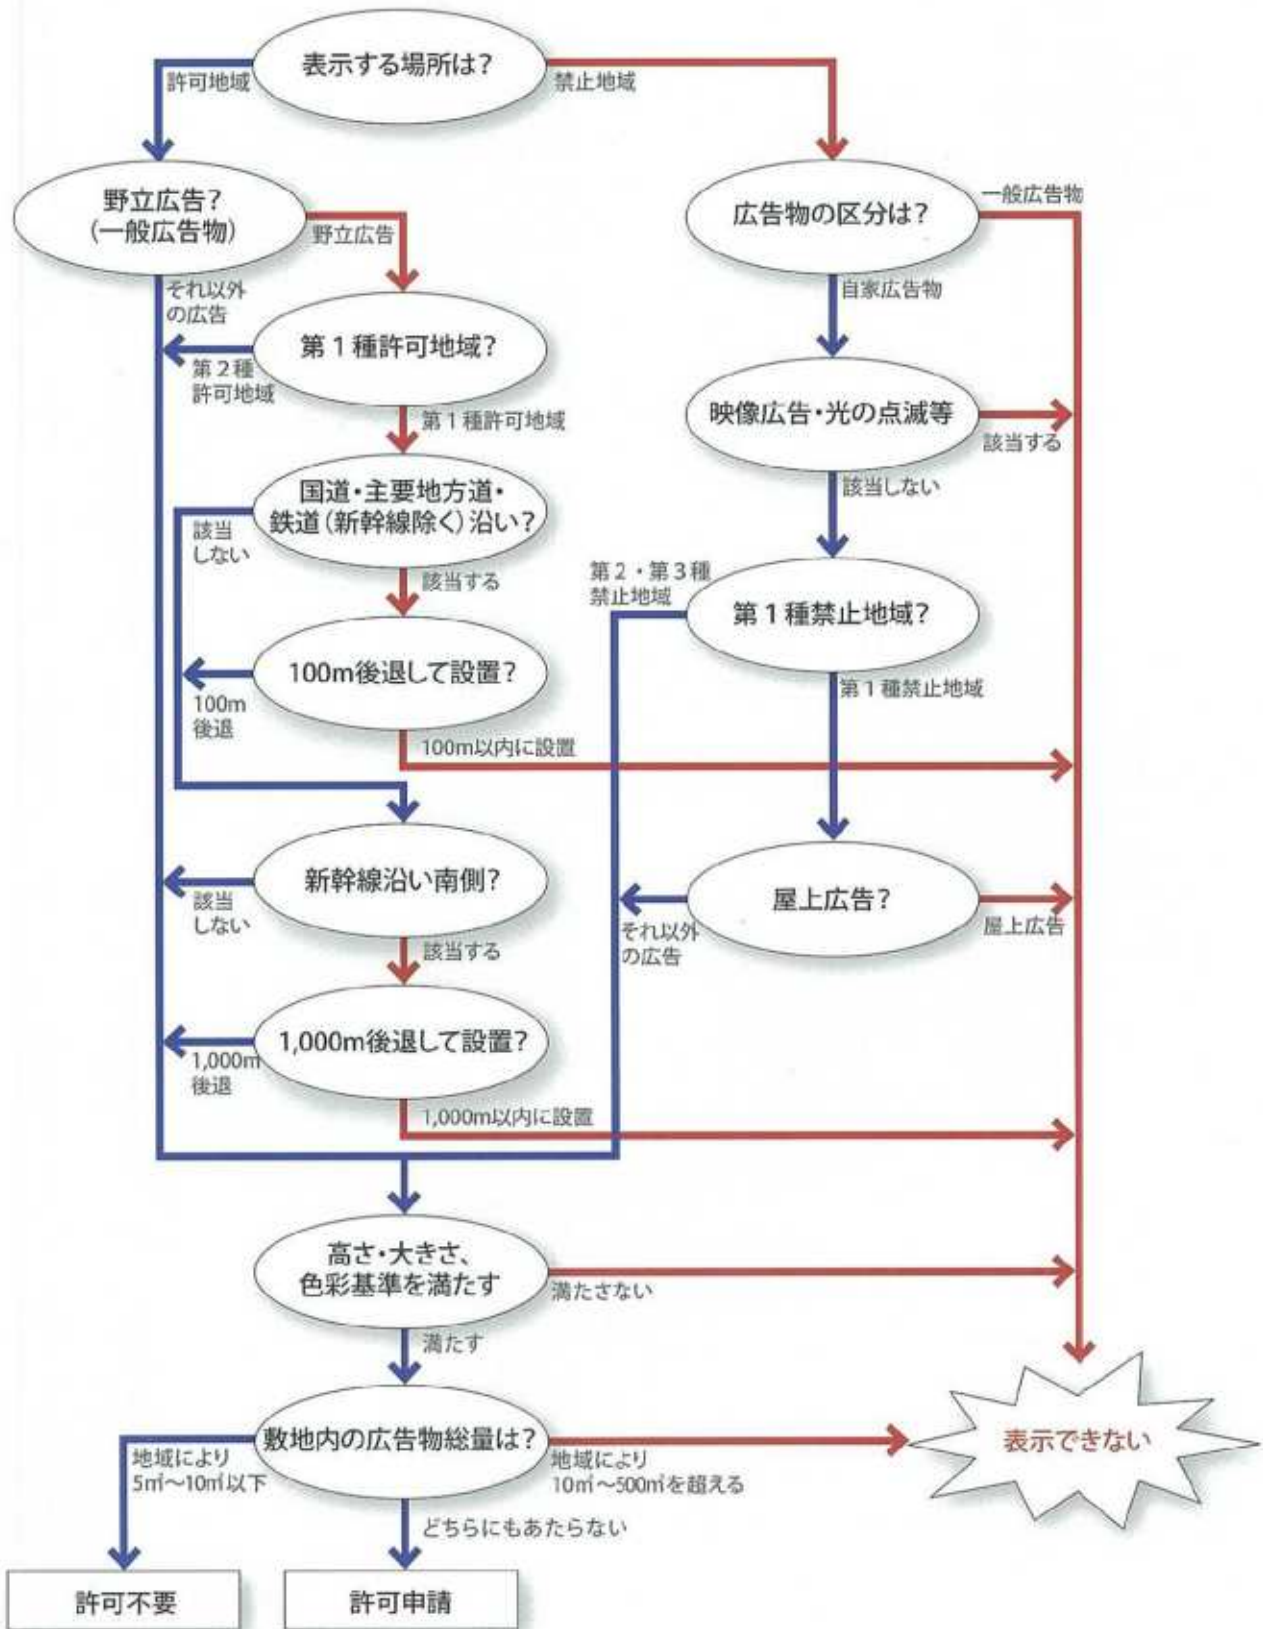 表示する場所は？
許可地域
禁止地域
野立広告？
（一般広告物）
野立広告
それ以外
の広告
第１種許可地域？
第２種
許可地域
第１種許可地域
国道・主要地方道・
鉄道（新幹線除く）沿い？
該当
しない
該当する
100m後退して設置？
100m
後退
100m以内に設置
新幹線沿い南側？
該当
しない
該当する
1,000m後退して設置？
1,000m
後退
1,000m以内に設置
広告物の区分は？
一般広告物
自家広告物
映像広告・光の点滅等
該当する
該当しない
第２・第３種
禁止地域
第１種禁止地域？
第１種禁止地域
屋上広告？
それ以外
の広告
屋上広告
高さ・大きさ、
色彩基準を満たす
満たさない
満たす
敷地内の広告物総量は？
地域により
5㎡〜10㎡以下
地域により
10㎡〜500㎡を超える
どちらにもあたらない
表示できない
許可不要
許可申請